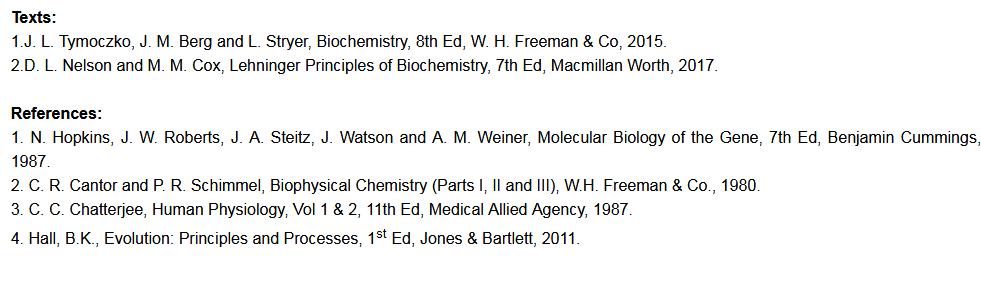 Texts:
1.J. L. Tymoczko, J. M. Berg and L. Stryer, Biochemistry, 8th Ed, W. H. Freeman & Co, 2015.
2.D. L. Nelson and M. M. Cox, Lehninger Principles of Biochemistry, 7th Ed, Macmillan Worth, 2017.
References:
1. N. Hopkins, J. W. Roberts, J. A. Steitz, J. Watson and A. M. Weiner, Molecular Biology of the Gene, 7th Ed, Benjamin Cummings,
1987.
2. C. R. Cantor and P. R. Schimmel, Biophysical Chemistry (Parts I, II and III), W.H. Freeman & Co., 1980.
3. C. C. Chatterjee, Human Physiology, Vol 1 & 2, 11th Ed, Medical Allied Agency, 1987.
4. Hall, B.K., Evolution: Principles and Processes, 1st Ed, Jones & Bartlett, 2011.